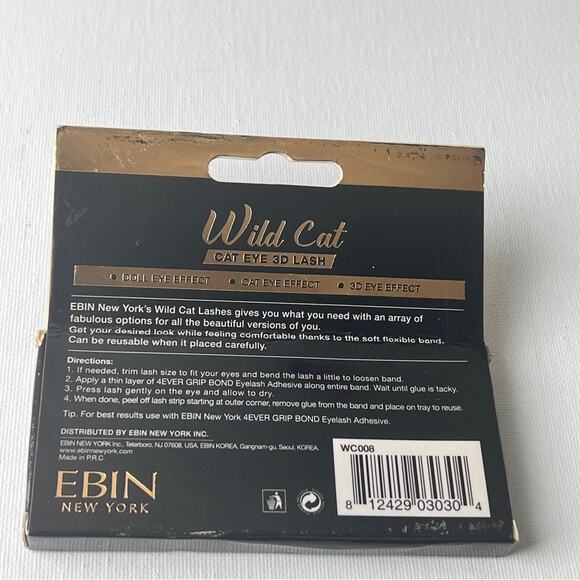 Wild Cat
CAT EYE 3D LASH
• DOLL EYE EFFECT • CAT EYE EFFECT • 3D EYE EFFECT
EBIN New York's Wild Cat Lashes gives you what you need with an array of
fabulous options for all the beautiful versions of you.
Get your desired look while feeling comfortable thanks to the soft flexible band.
Can be reusable when it placed carefully.
Directions:
1. If needed, trim lash size to fit your eyes and bend the lash a little to loosen band.
2. Apply a thin layer of 4EVER GRIP BOND Eyelash Adhesive along entire band. Wait until glue is tacky.
3. Press lash gently on the eye and allow to dry.
4. When done, peel off lash strip starting at outer corner, remove glue from the band and place on tray to reuse.
Tip. For best results use with EBIN New York 4EVER GRIP BOND Eyelash Adhesive.
DISTRIBUTED BY EBIN NEW YORK INC.
EBIN NEW YORK Inc., Teterboro, NJ 07608, USA. EBIN KOREA, Gangnam-gu, Seoul, KOREA.
www.ebinnewyork.com
Made in P.R.C.
EBIN
NEW YORK
WC008
8 12429 03030 4